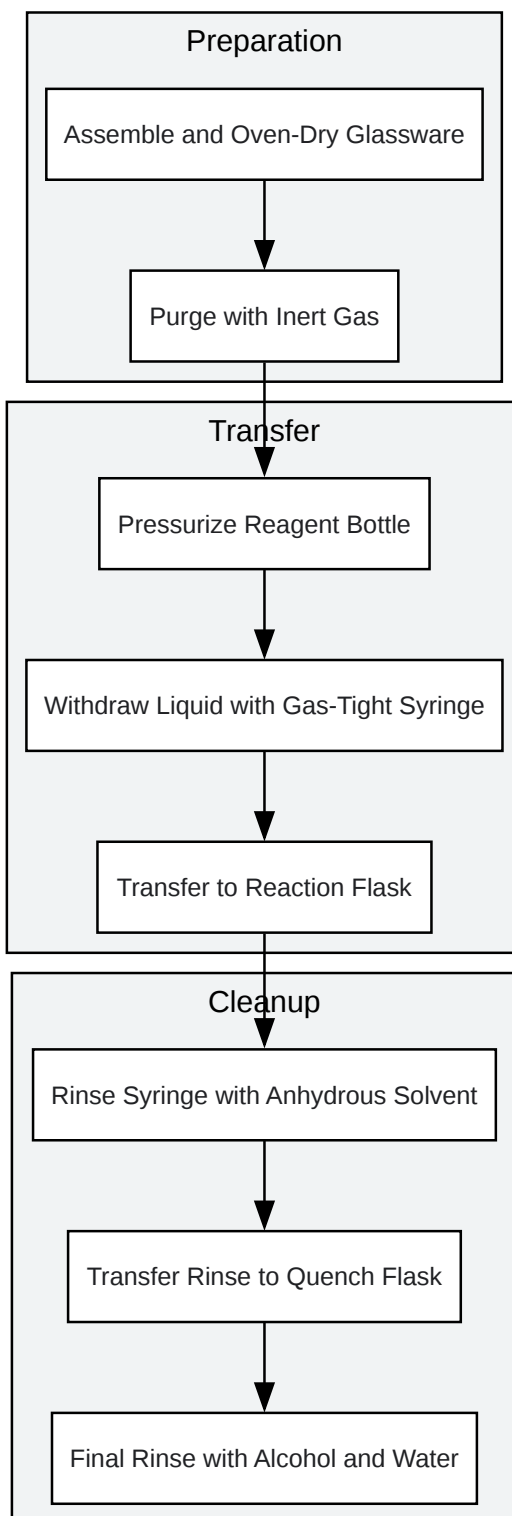 Preparation
Assemble and Oven-Dry Glassware
Purge with Inert Gas
Transfer
Pressurize Reagent Bottle
Withdraw Liquid with Gas-Tight Syringe
Transfer to Reaction Flask
Cleanup
Rinse Syringe with Anhydrous Solvent
Transfer Rinse to Quench Flask
Final Rinse with Alcohol and Water